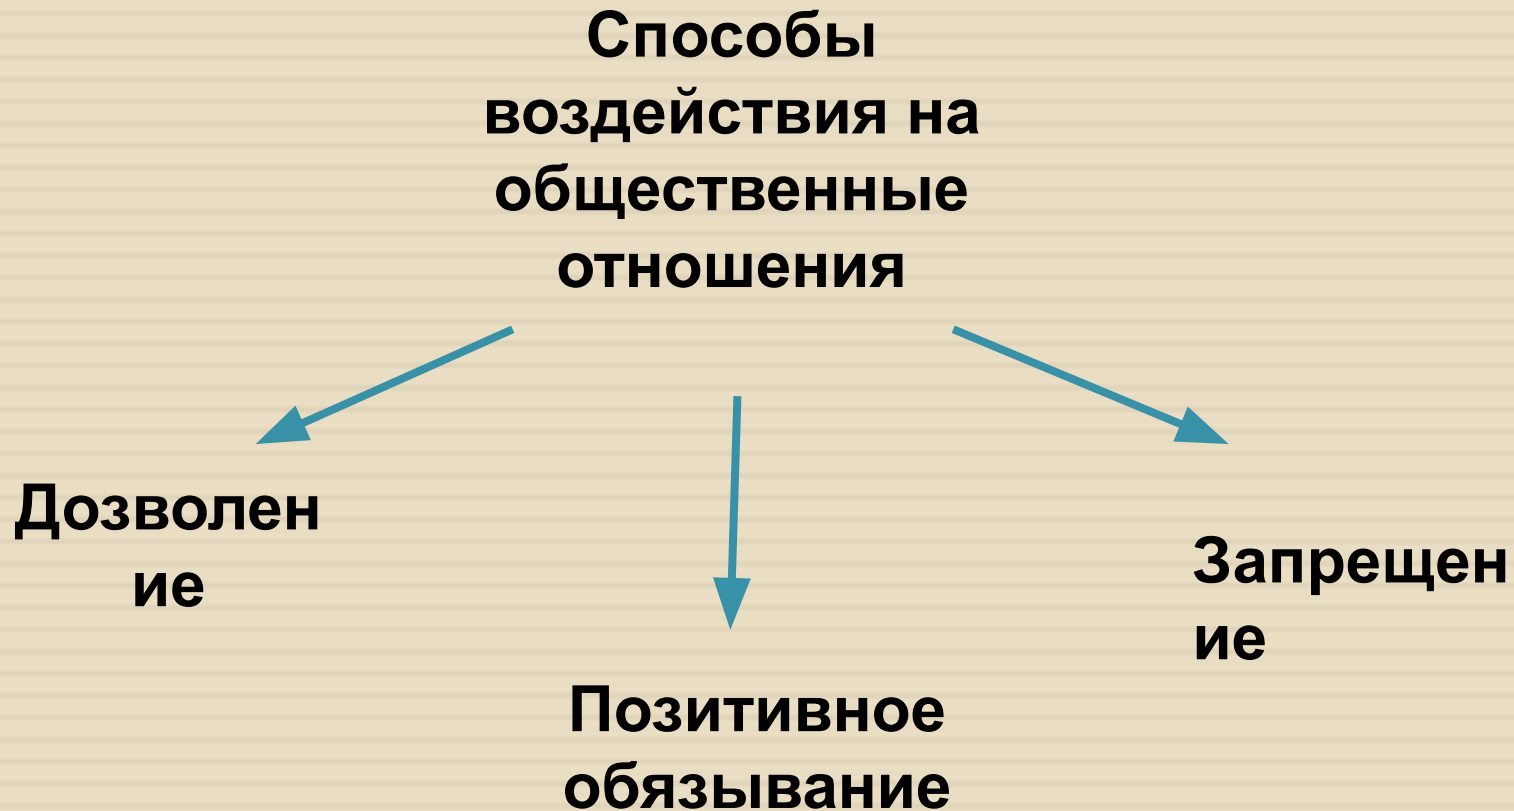 Способы
воздействия на
общественные
отношения
Дозволен
ие
Запрещен
ие
Позитивное
обязывание